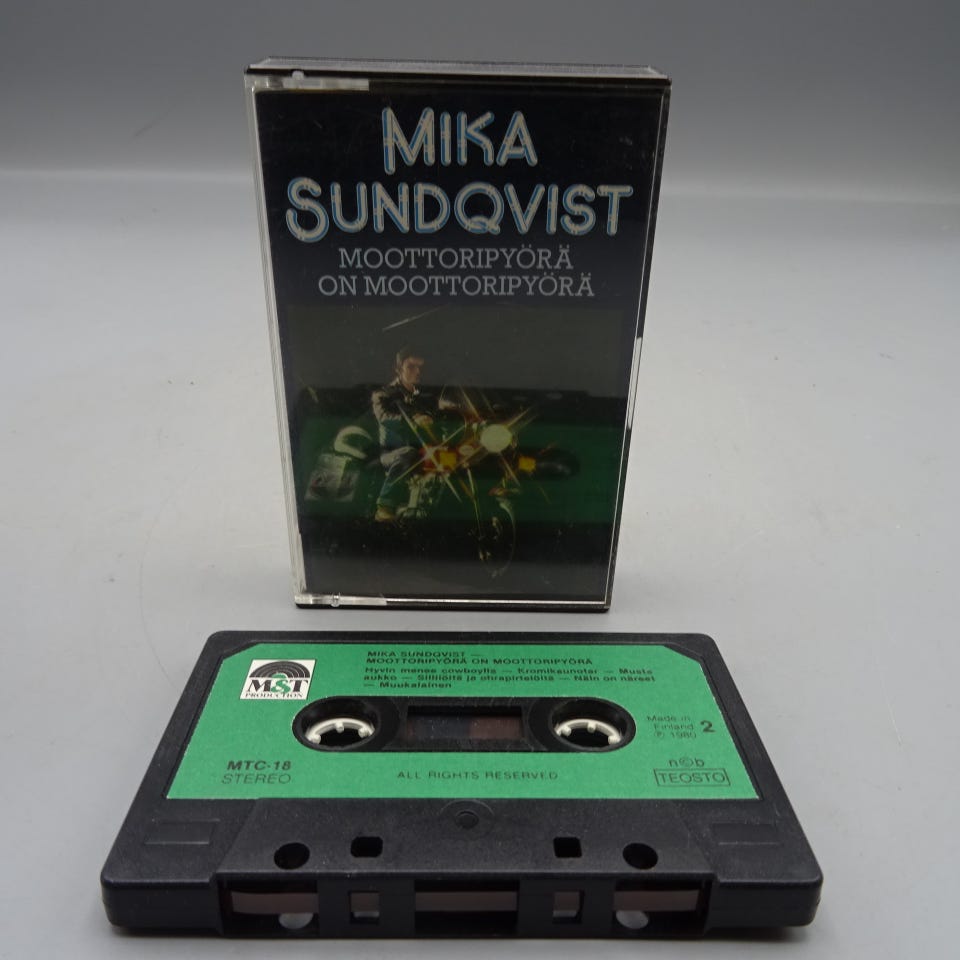 MIKA
SUNDQVIST
MOOTTORIPYÖRÄ
ON MOOTTORIPYÖRÄ
MIKA SUNDQVIST —
MOOTTORIPYÖRÄ ON MOOTTORIPYÖRÄ
Hyvin menee cowboylla — Kromikaunotar — Musta
aukko — Silliöitä ja ohrapirtelöitä — Näin on näreet
— Muukalainen
M&T
PRODUCTION
Made in
Finland
℗ 1980
2
MTC-18
STEREO
ALL RIGHTS RESERVED
n©b
TEOSTO